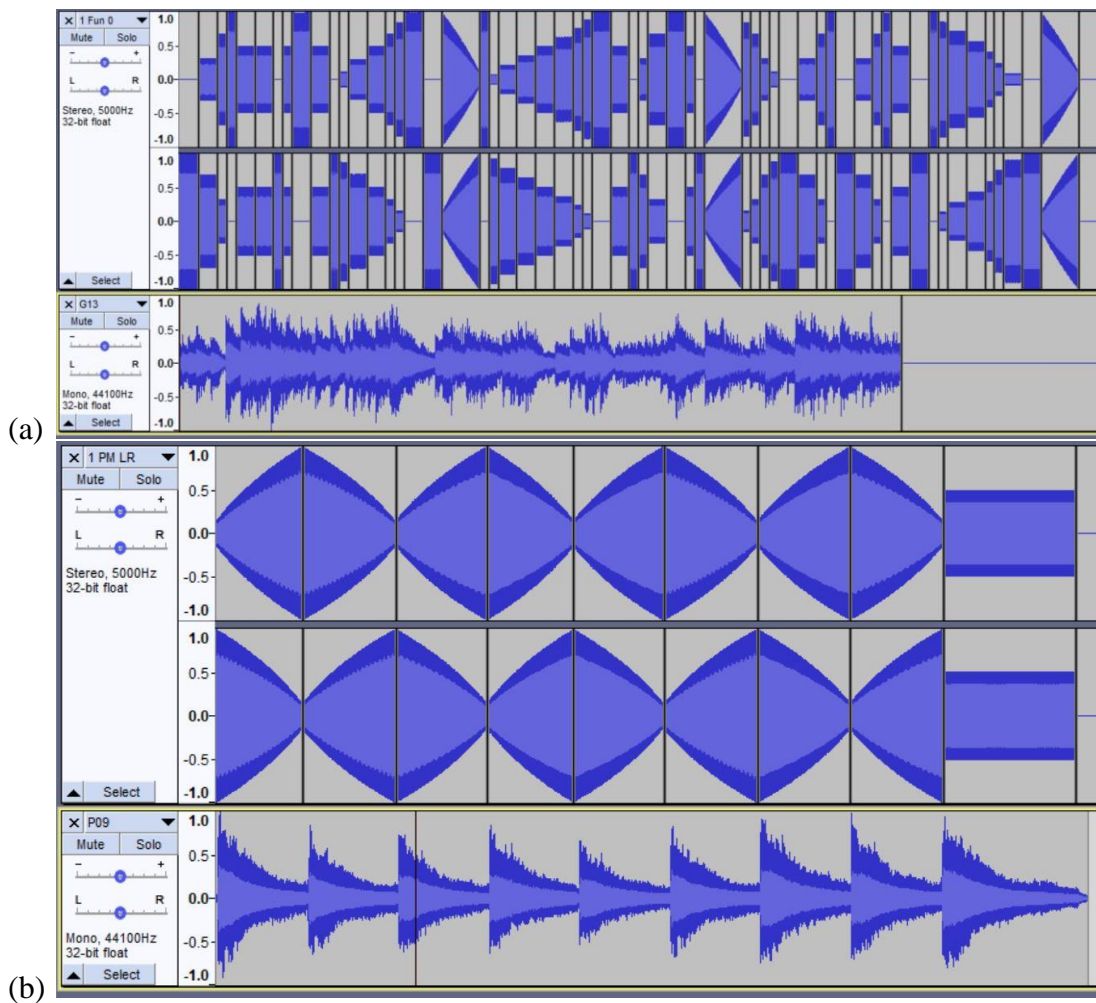 × 1 Fun 0 ▼
Mute Solo
- +
L R
Stereo, 5000Hz
32-bit float
▲ Select
1.0
0.5-
0.0-
-0.5-
-1.0
1.0
0.5-
0.0-
-0.5-
-1.0
× G13 ▼
Mute Solo
- +
L R
Mono, 44100Hz
32-bit float
▲ Select
1.0
0.5-
0.0-
-0.5-
-1.0
(a)
× 1 PM LR ▼
Mute Solo
- +
L R
Stereo, 5000Hz
32-bit float
▲ Select
1.0
0.5-
0.0-
-0.5-
-1.0
1.0
0.5-
0.0-
-0.5-
-1.0
× P09 ▼
Mute Solo
- +
L R
Mono, 44100Hz
32-bit float
▲ Select
1.0
0.5-
0.0-
-0.5-
-1.0
(b)